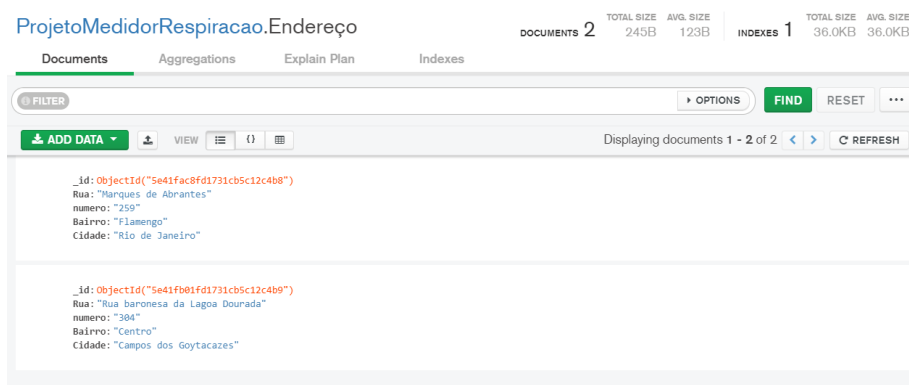 ProjetoMedidorRespiracao.Endereço
DOCUMENTS 2 TOTAL SIZE 245B AVG. SIZE 123B INDEXES 1 TOTAL SIZE 36.0KB AVG. SIZE 36.0KB
Documents Aggregations Explain Plan Indexes
FILTER OPTIONS FIND RESET ...
ADD DATA VIEW {} Displaying documents 1 - 2 of 2 < > REFRESH
_id: ObjectId("5e41fac8fd1731cb5c12c4b8")
Rua: "Marques de Abrantes"
numero: "259"
Bairro: "Flamengo"
Cidade: "Rio de Janeiro"
_id: ObjectId("5e41fb01fd1731cb5c12c4b9")
Rua: "Rua baronesa da Lagoa Dourada"
numero: "304"
Bairro: "Centro"
Cidade: "Campos dos Goytacazes"